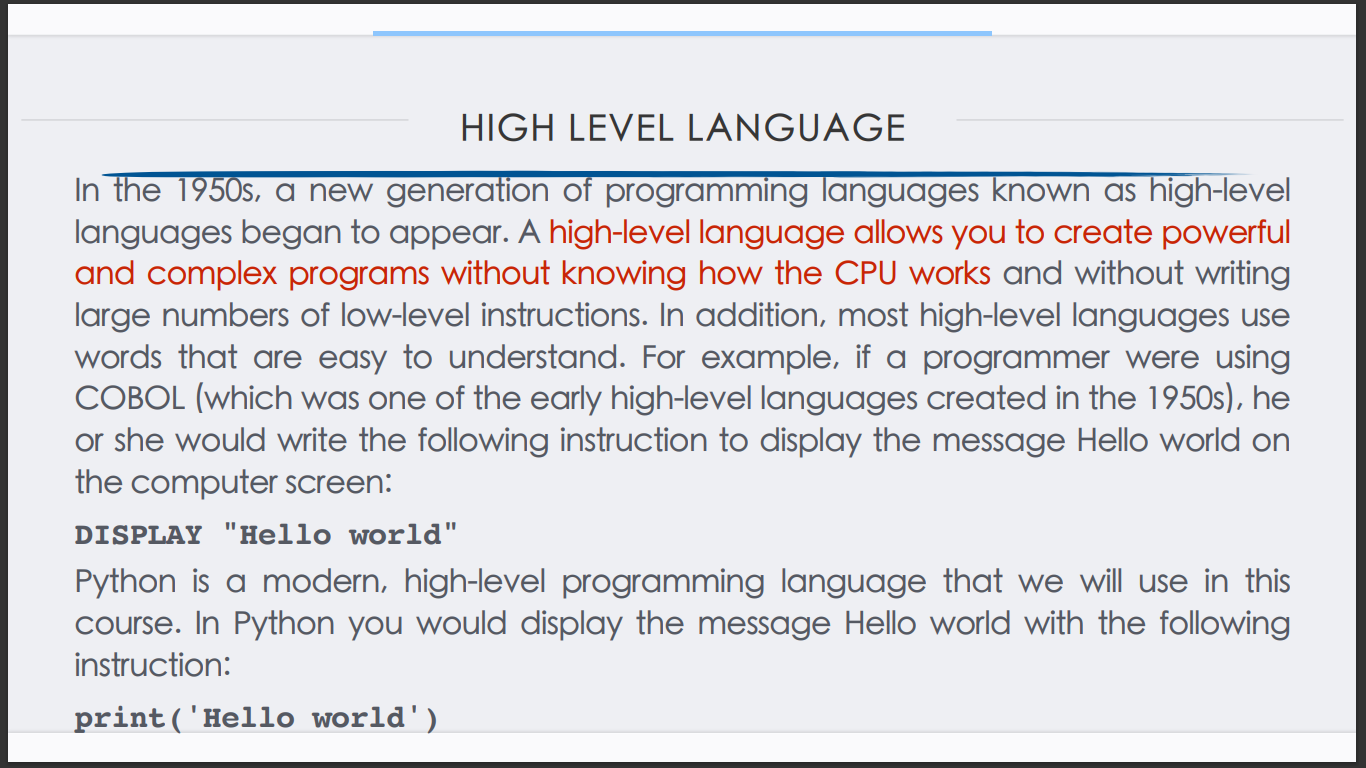 HIGH LEVEL LANGUAGE
In the 1950s, a new generation of programming languages known as high-level
languages began to appear. A high-level language allows you to create powerful
and complex programs without knowing how the CPU works and without writing
large numbers of low-level instructions. In addition, most high-level languages use
words that are easy to understand. For example, if a programmer were using
COBOL (which was one of the early high-level languages created in the 1950s), he
or she would write the following instruction to display the message Hello world on
the computer screen:
DISPLAY "Hello world"
Python is a modern, high-level programming language that we will use in this
course. In Python you would display the message Hello world with the following
instruction:
print('Hello world')